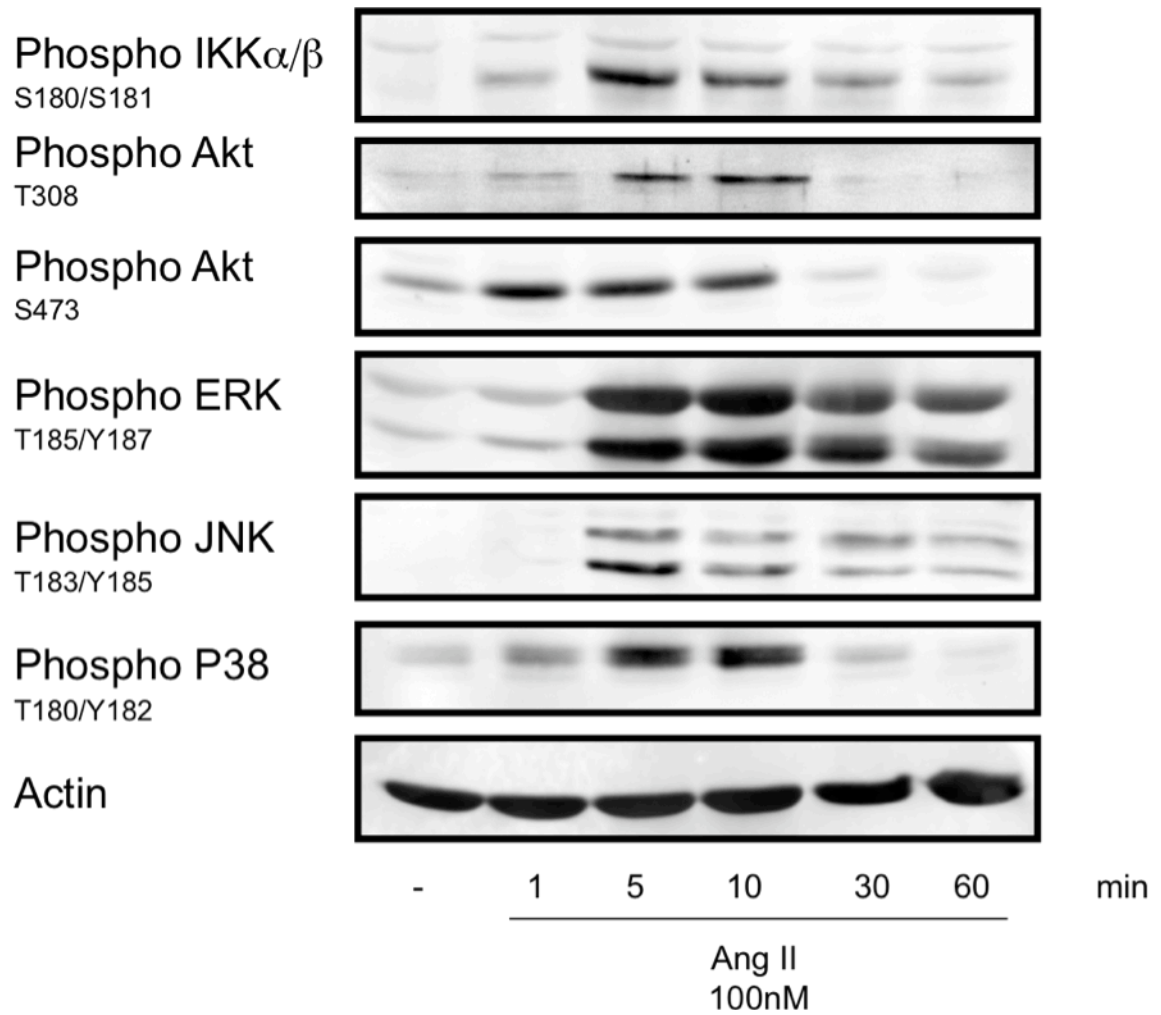 Phospho IKKα/β
S180/S181
Phospho Akt
T308
Phospho Akt
S473
Phospho ERK
T185/Y187
Phospho JNK
T183/Y185
Phospho P38
T180/Y182
Actin
- 1 5 10 30 60 min
Ang II
100nM